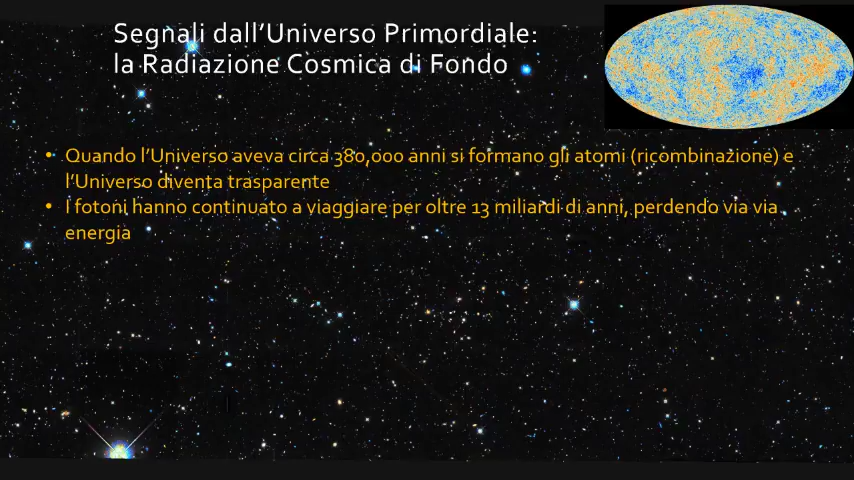 Segnali dall’Universo Primordiale:
la Radiazione Cosmica di Fondo
• Quando l’Universo aveva circa 380,000 anni si formano gli atomi (ricombinazione) e
l’Universo diventa trasparente
• I fotoni hanno continuato a viaggiare per oltre 13 miliardi di anni, perdendo via via
energia